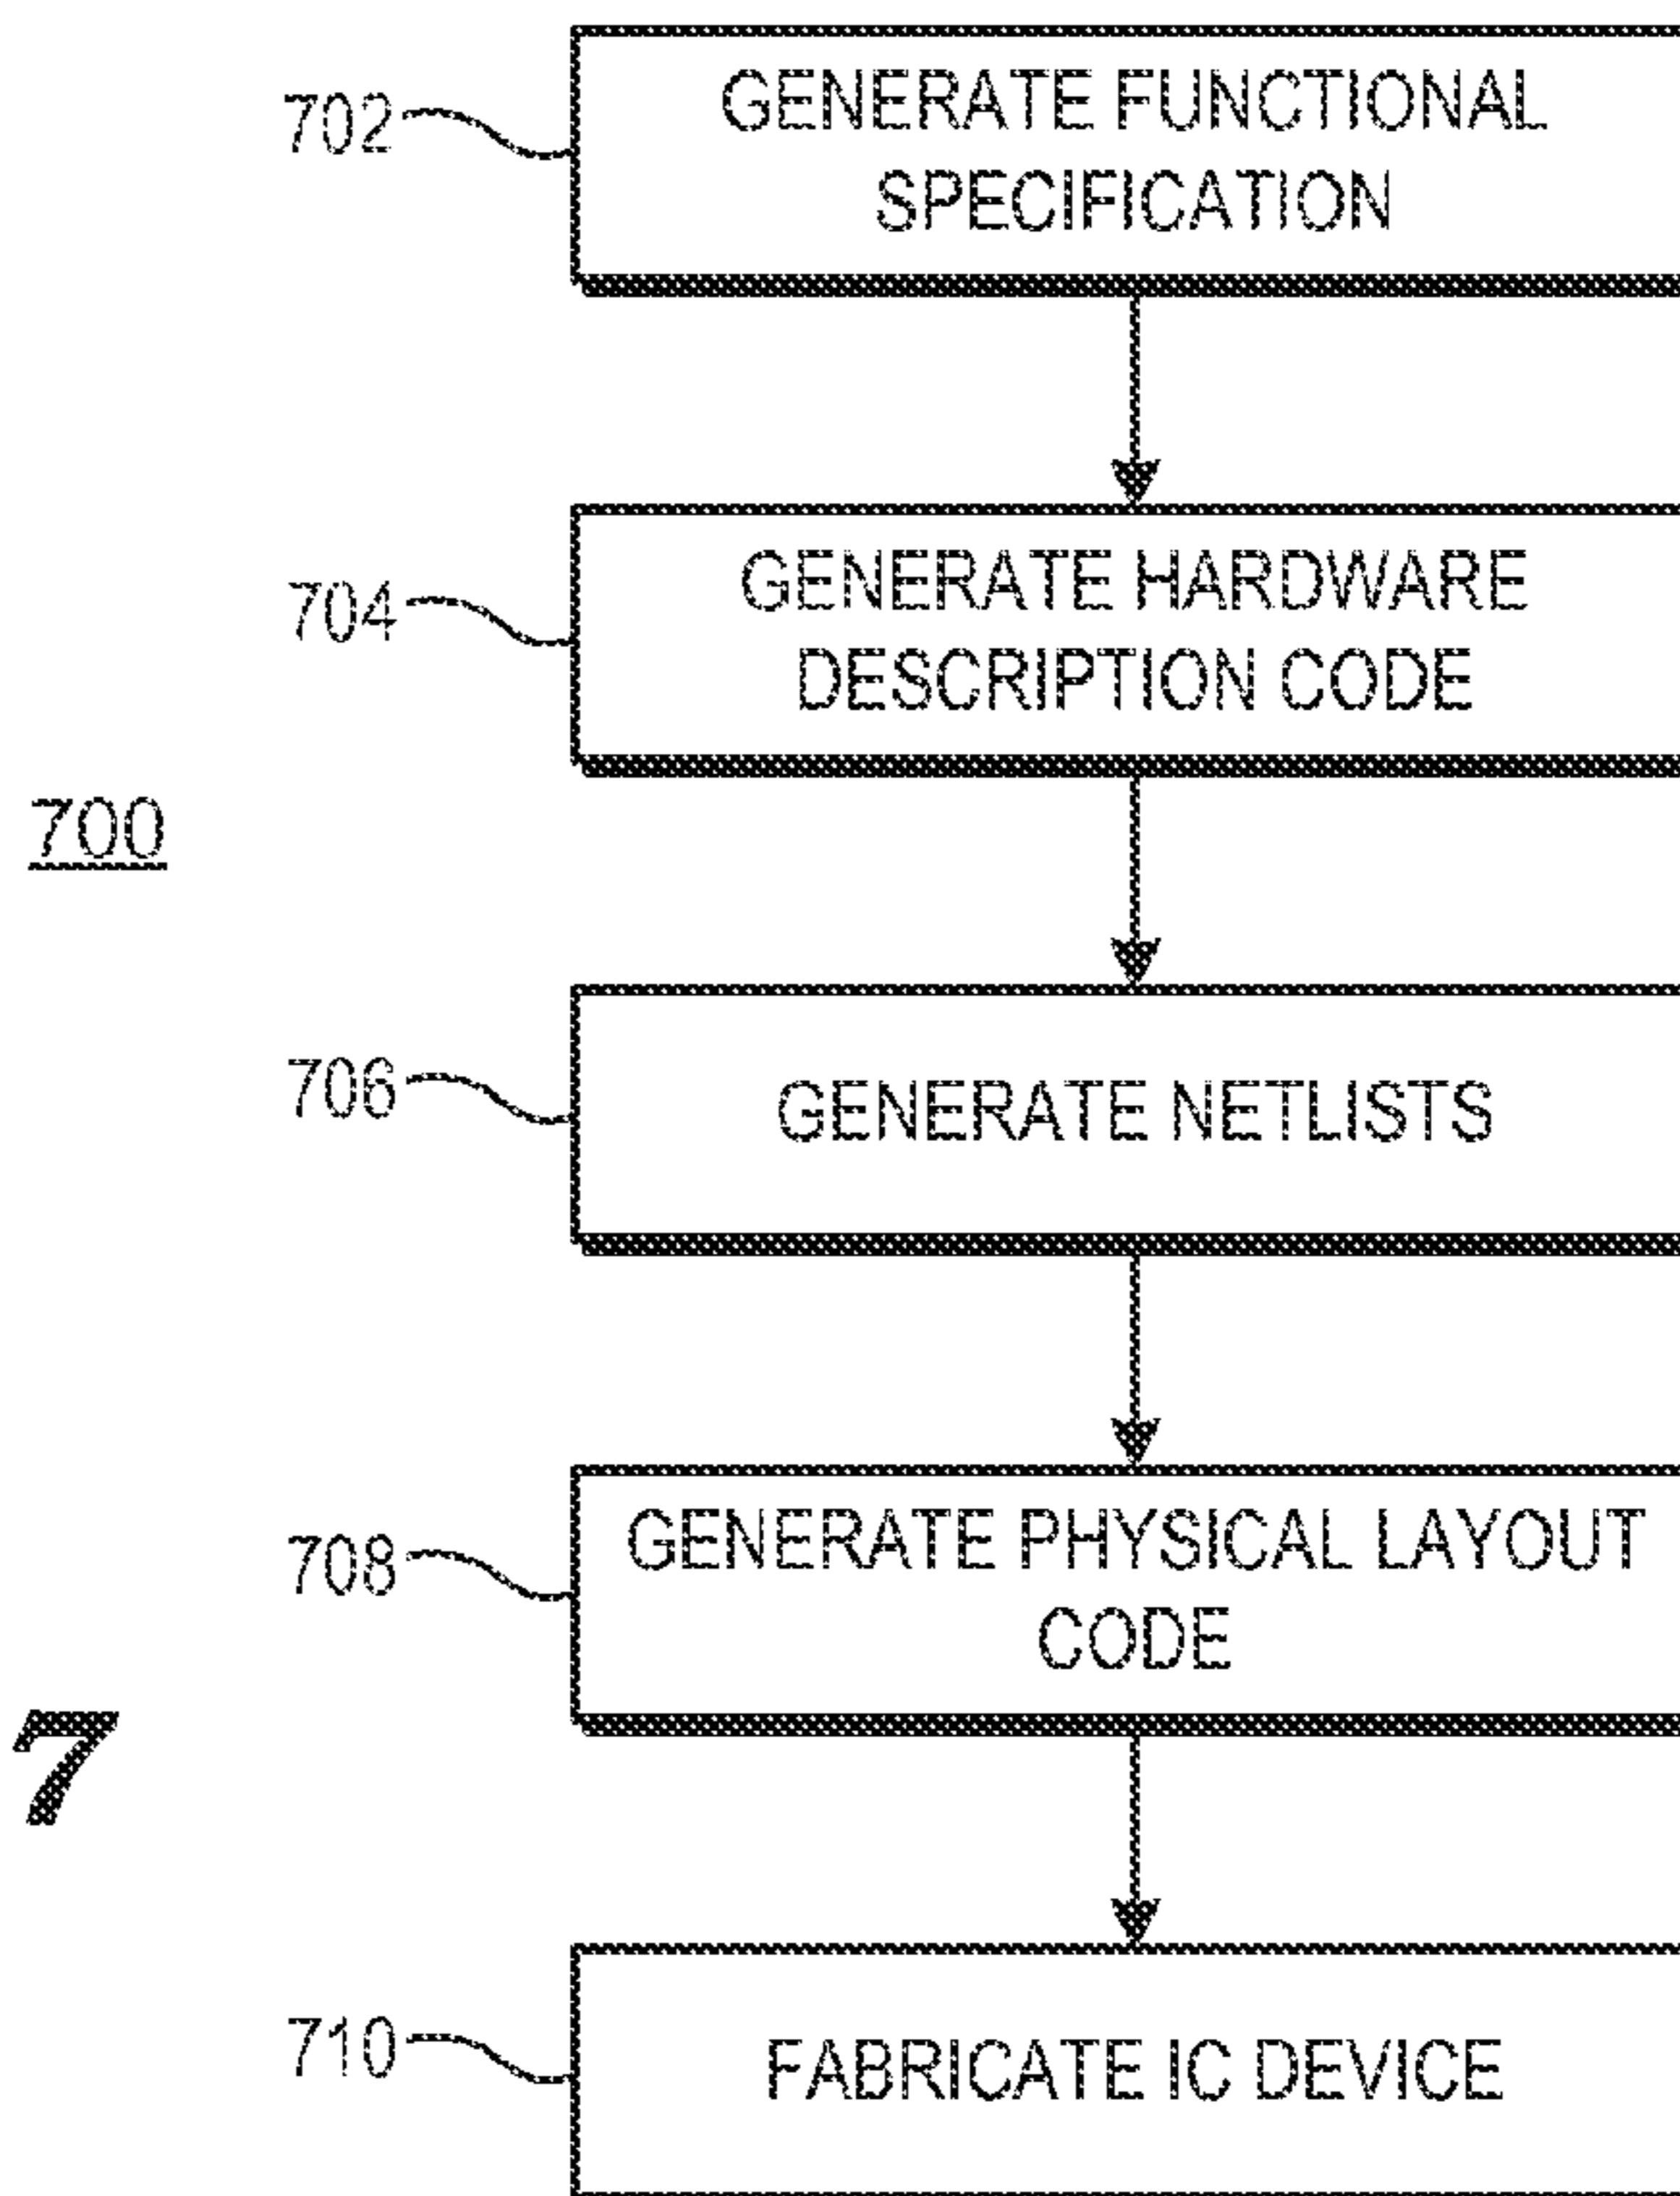 702
GENERATE FUNCTIONAL
SPECIFICATION
704
GENERATE HARDWARE
DESCRIPTION CODE
700
706
GENERATE NETLISTS
708
GENERATE PHYSICAL LAYOUT
CODE
7
710
FABRICATE IC DEVICE